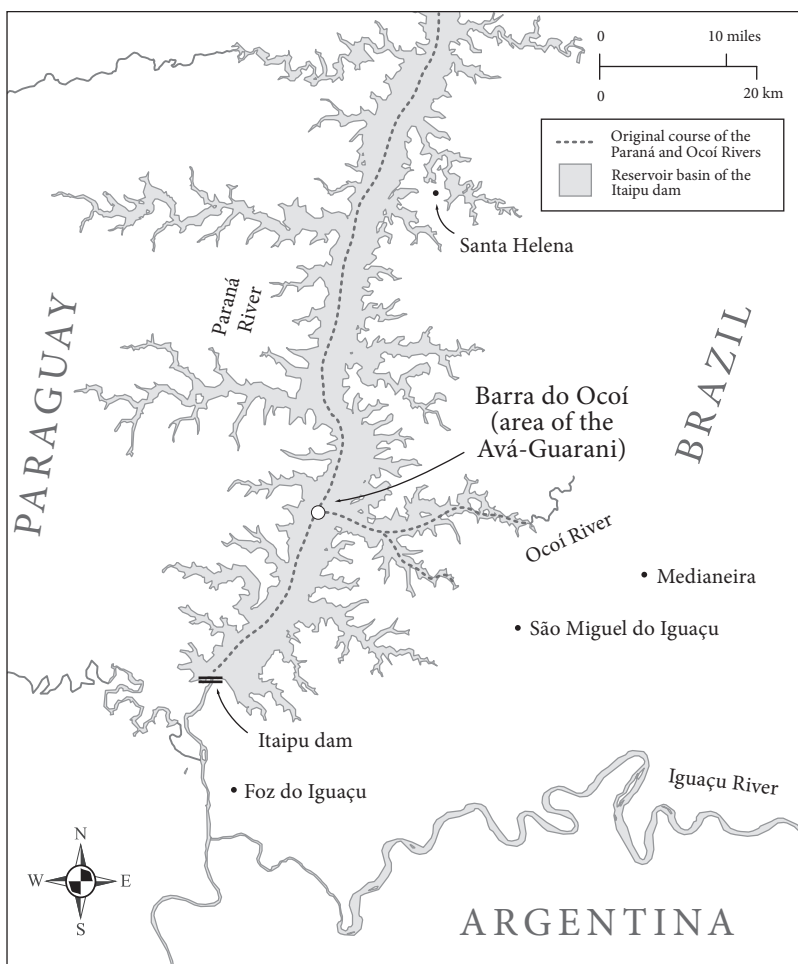 0 10 miles
0 20 km
Original course of the
Paraná and Ocoí Rivers
Reservoir basin of the
Itaipu dam
Santa Helena
Paraná
River
PARAGUAY
BRAZIL
Barra do Ocoí
(area of the
Avá-Guarani)
Ocoí River
Medianeira
São Miguel do Iguaçu
Itaipu dam
Foz do Iguaçu
Iguaçu River
N
W E
S
ARGENTINA